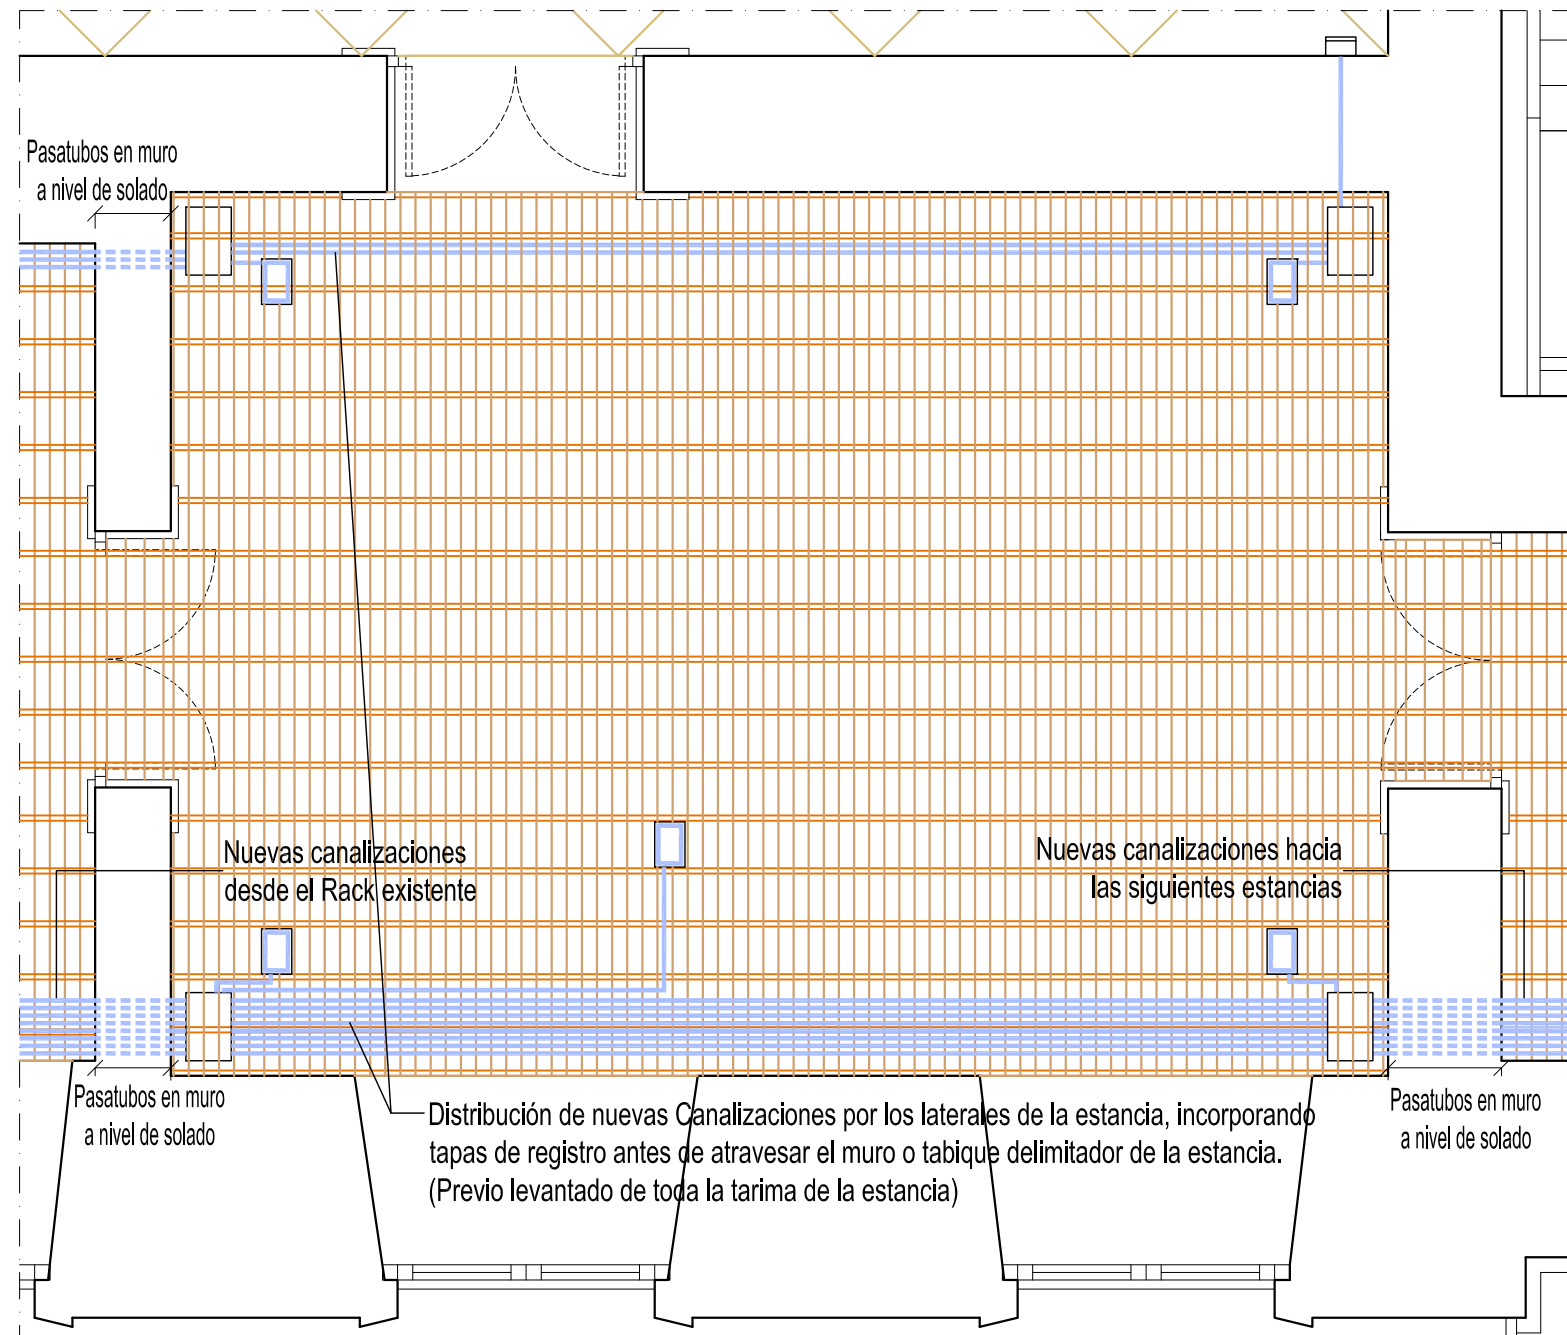 Pasatubos en muro
a nivel de solado
Nuevas canalizaciones
desde el Rack existente
Nuevas canalizaciones hacia
las siguientes estancias
Pasatubos en muro
a nivel de solado
Distribución de nuevas Canalizaciones por los laterales de la estancia, incorporando
tapas de registro antes de atravesar el muro o tabique delimitador de la estancia.
(Previo levantado de toda la tarima de la estancia)
Pasatubos en muro
a nivel de solado